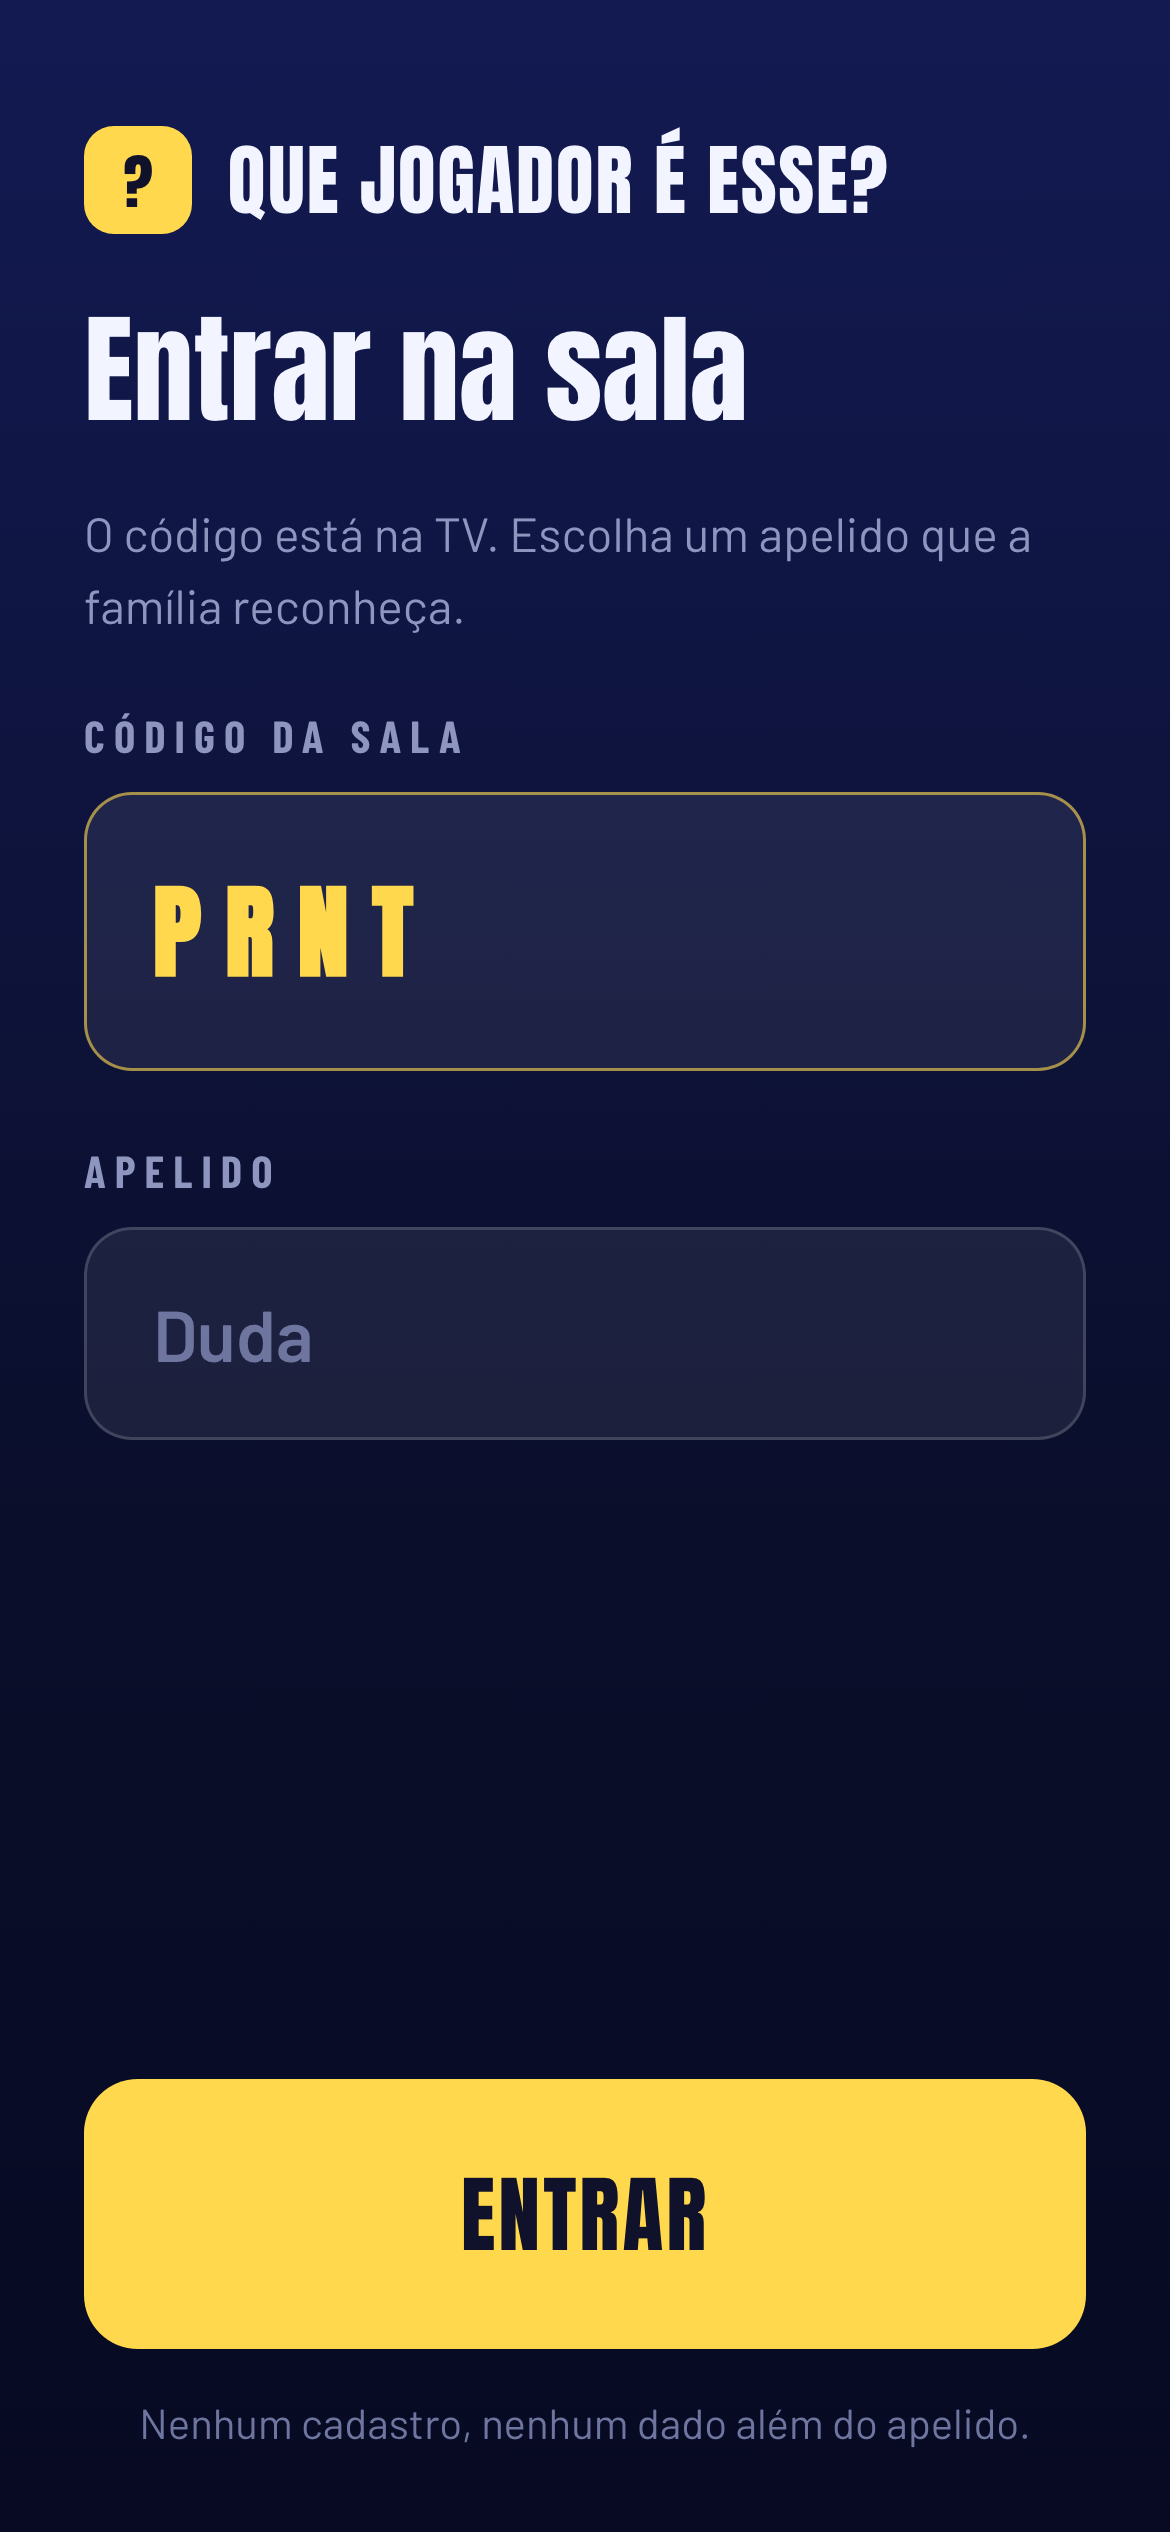 ?
QUE JOGADOR É ESSE?
Entrar na sala
O código está na TV. Escolha um apelido que a
família reconheça.
CÓDIGO DA SALA
PRNT
APELIDO
Duda
ENTRAR
Nenhum cadastro, nenhum dado além do apelido.